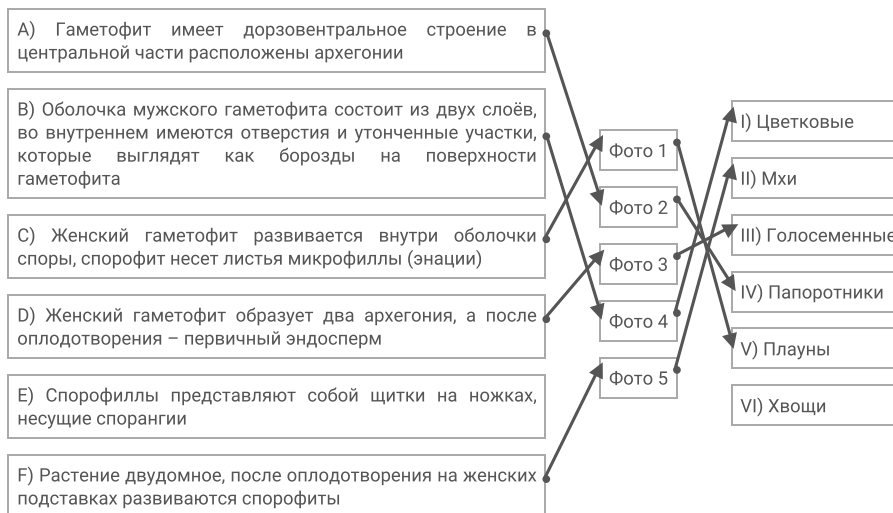 A) Гаметофит имеет дорзовентральное строение в
центральной части расположены архегонии
B) Оболочка мужского гаметофита состоит из двух слоёв,
во внутреннем имеются отверстия и утонченные участки,
которые выглядят как борозды на поверхности
гаметофита
C) Женский гаметофит развивается внутри оболочки
споры, спорофит несет листья микрофиллы (энации)
D) Женский гаметофит образует два архегония, а после
оплодотворения – первичный эндосперм
E) Спорофиллы представляют собой щитки на ножках,
несущие спорангии
F) Растение двудомное, после оплодотворения на женских
подставках развиваются спорофиты
Фото 1
Фото 2
Фото 3
Фото 4
Фото 5
I) Цветковые
II) Мхи
III) Голосеменные
IV) Папоротники
V) Плауны
VI) Хвощи